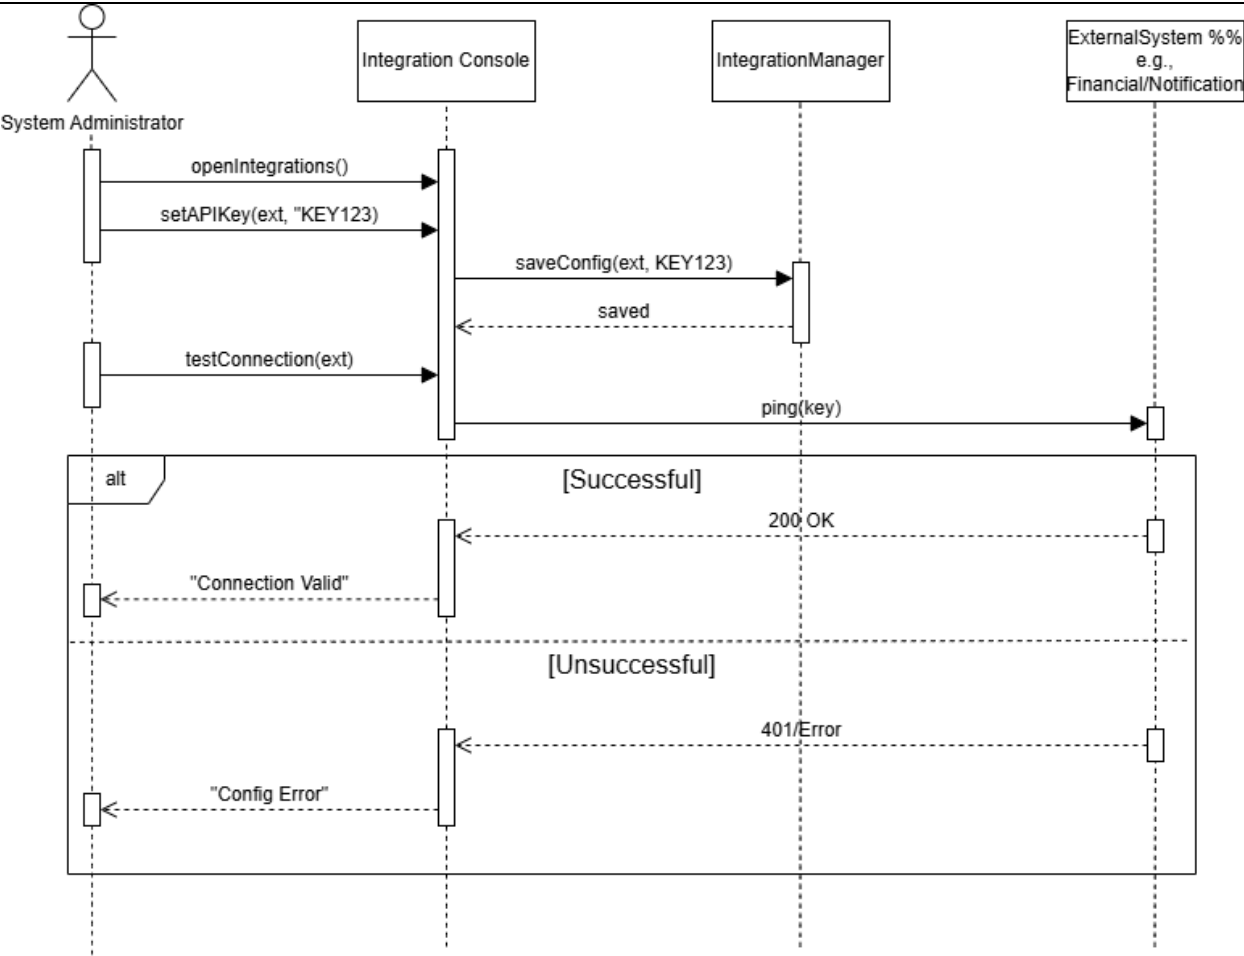 System Administrator
Integration Console
IntegrationManager
ExternalSystem %%
e.g.,
Financial/Notification
openIntegrations()
setAPIKey(ext, "KEY123)
saveConfig(ext, KEY123)
saved
testConnection(ext)
ping(key)
alt
[Successful]
200 OK
"Connection Valid"
[Unsuccessful]
401/Error
"Config Error"